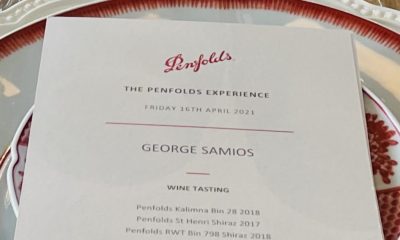 Penfolds
THE PENFOLDS EXPERIENCE
FRIDAY 16TH APRIL 2021
GEORGE SAMIOS
WINE TASTING
Penfolds Kalimna Bin 28 2018
Penfolds St Henri Shiraz 2017
Penfolds RWT Bin 798 Shiraz 2018